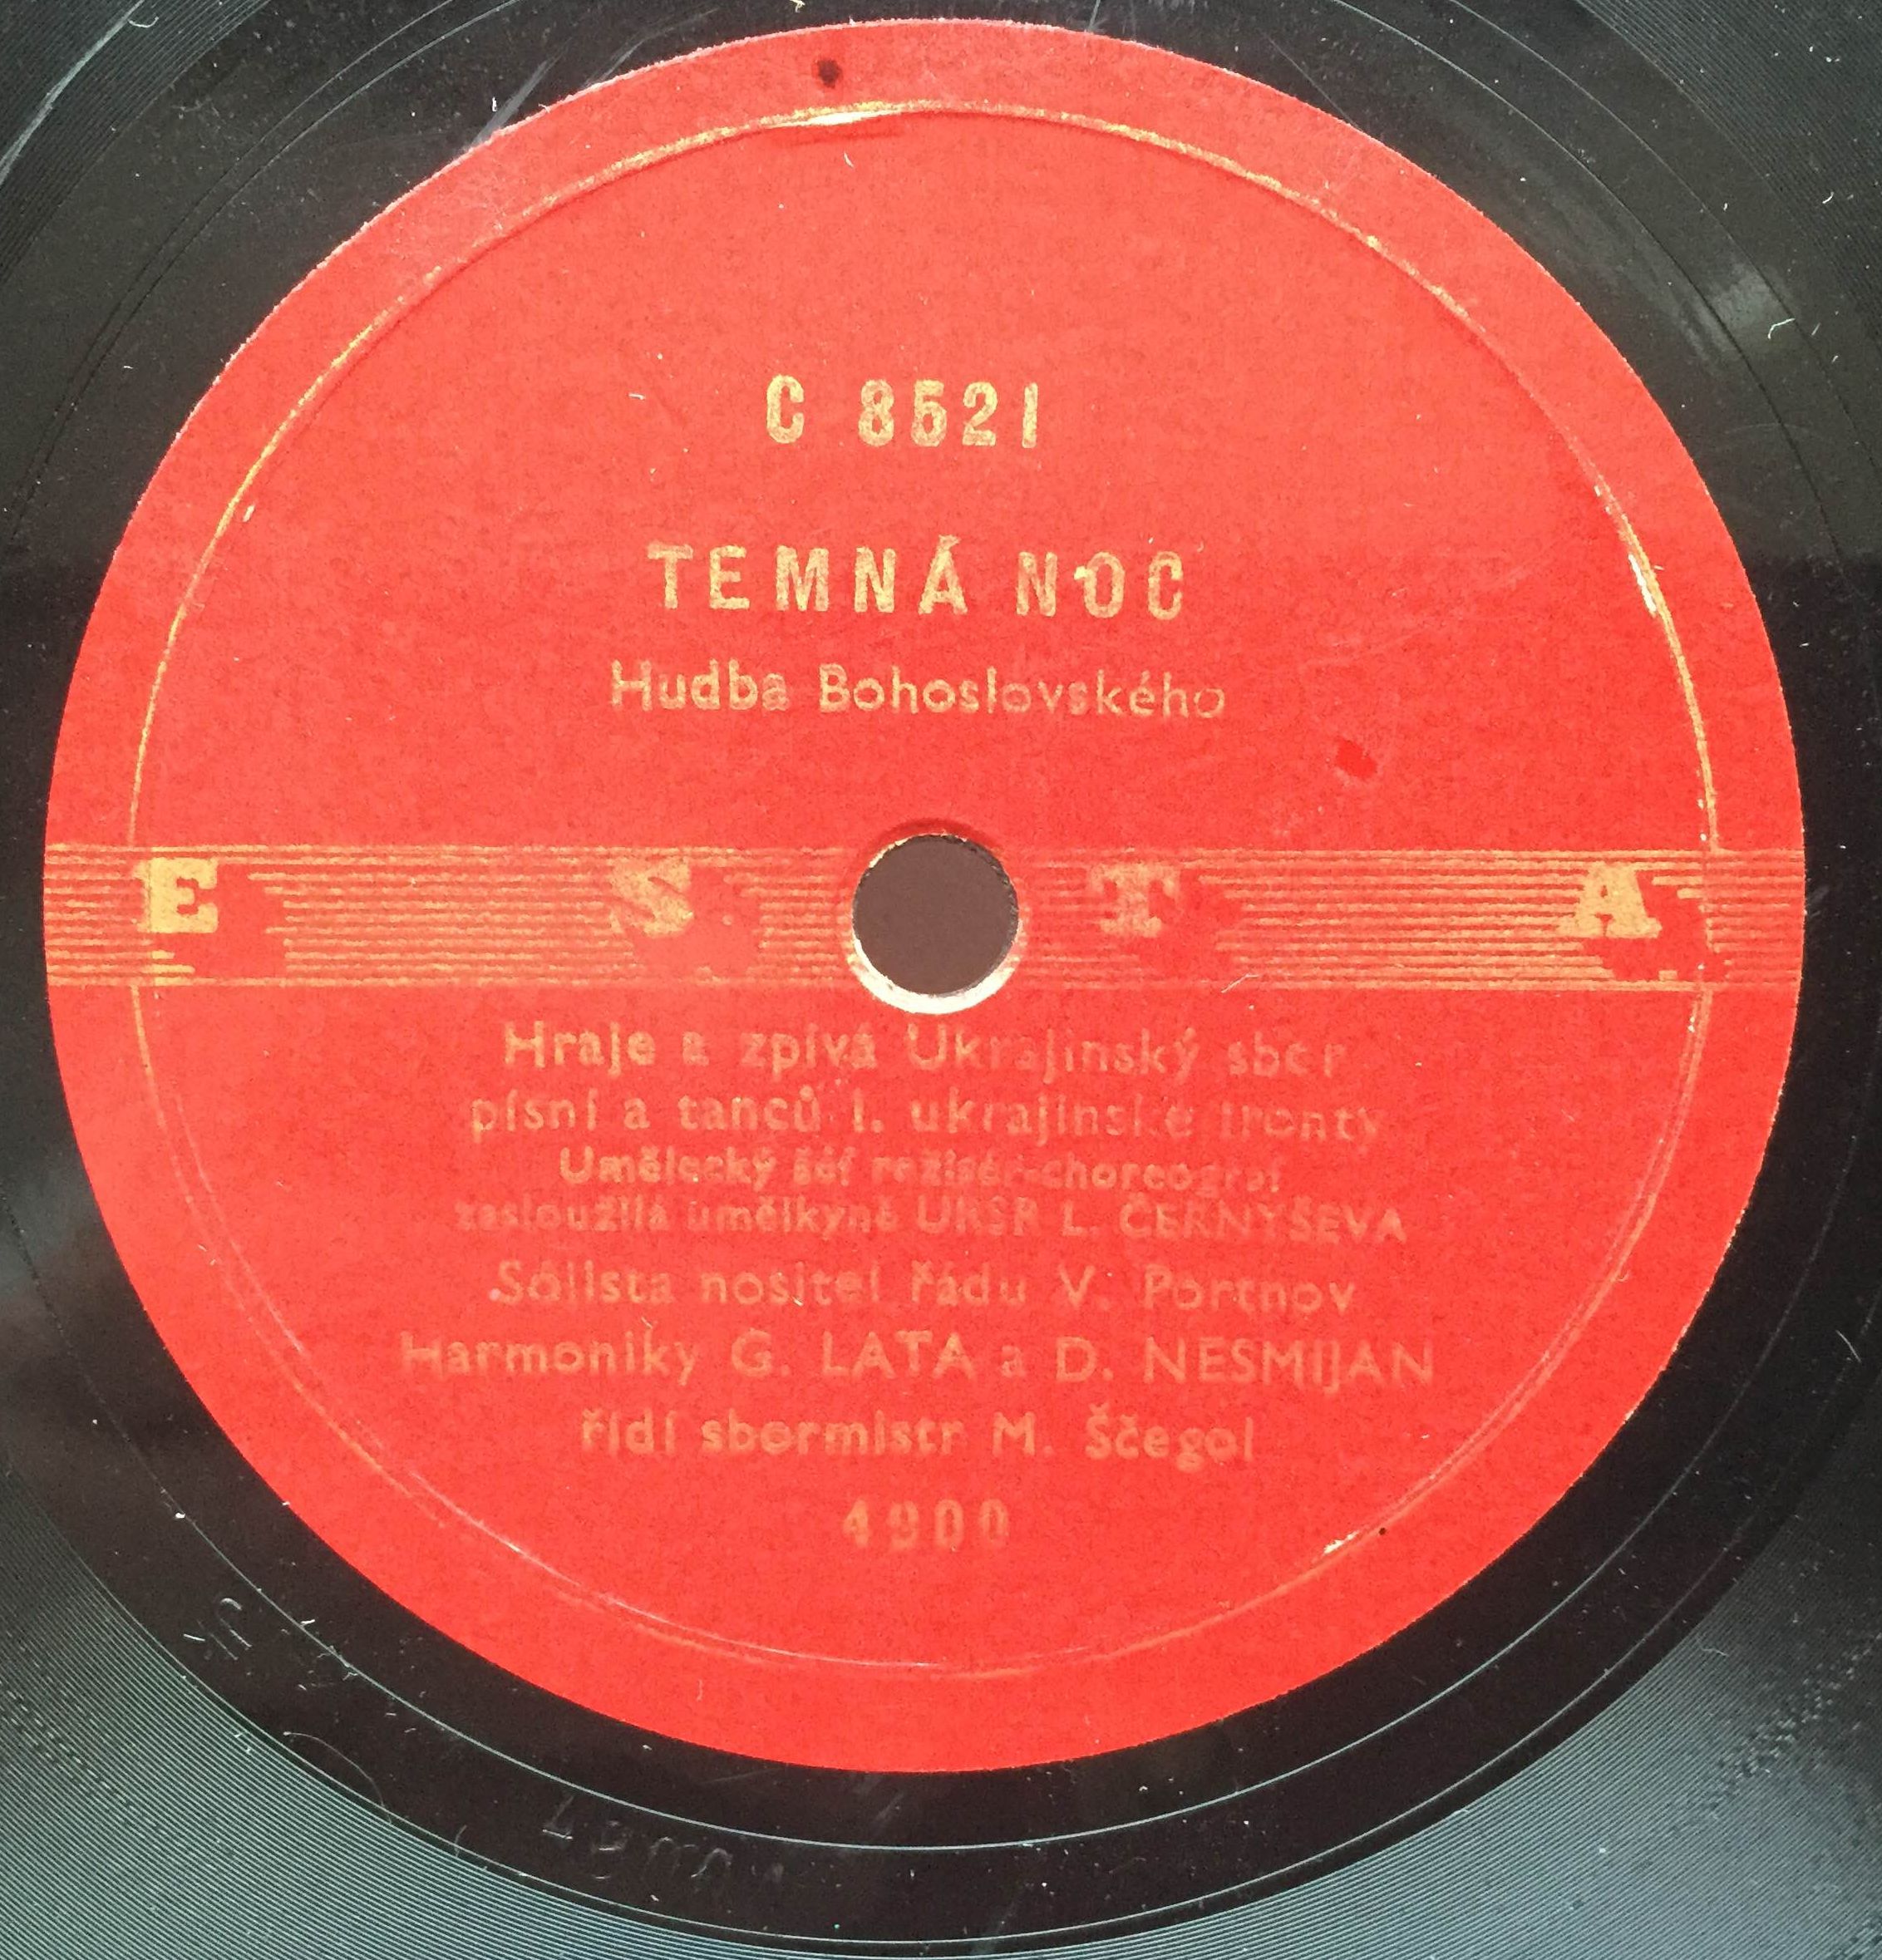 C 8521
TEMNÁ NOC
Hudba Bohoslovského
E S T A
Hraje a zpívá Ukrajinský sbor
písní a tanců I. ukrajinské fronty
Umělecký šéf režisér-choreograf
zasloužilá umělkyně URSR L. ČERNYŠEVA
Sólista nositel řádu V. Portnov
Harmoniky G. LATA a D. NESMIJAN
řídí sbormistr M. Ščegol
4900